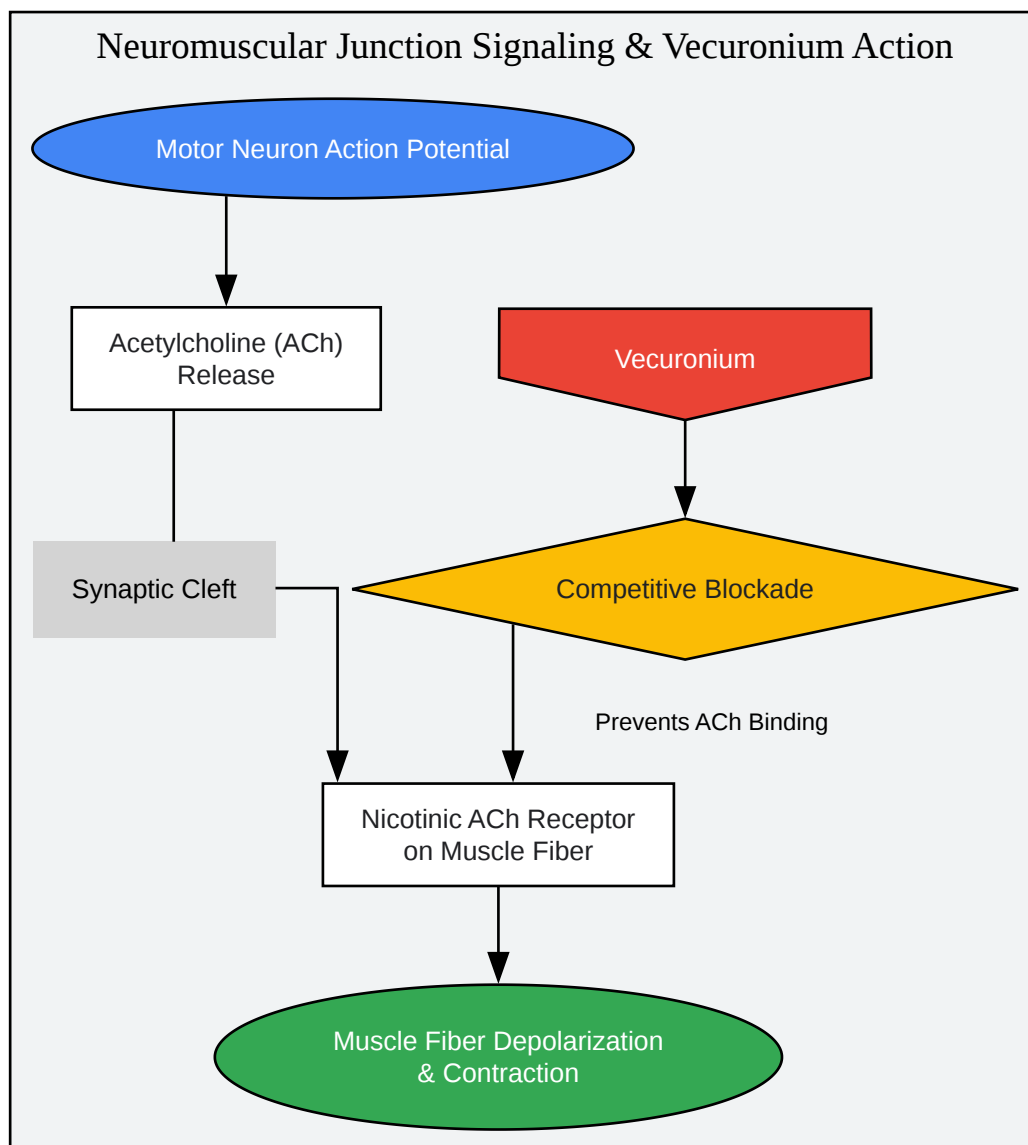 Neuromuscular Junction Signaling & Vecuronium Action
Motor Neuron Action Potential
Acetylcholine (ACh)
Release
Vecuronium
Synaptic Cleft
Competitive Blockade
Prevents ACh Binding
Nicotinic ACh Receptor
on Muscle Fiber
Muscle Fiber Depolarization
& Contraction